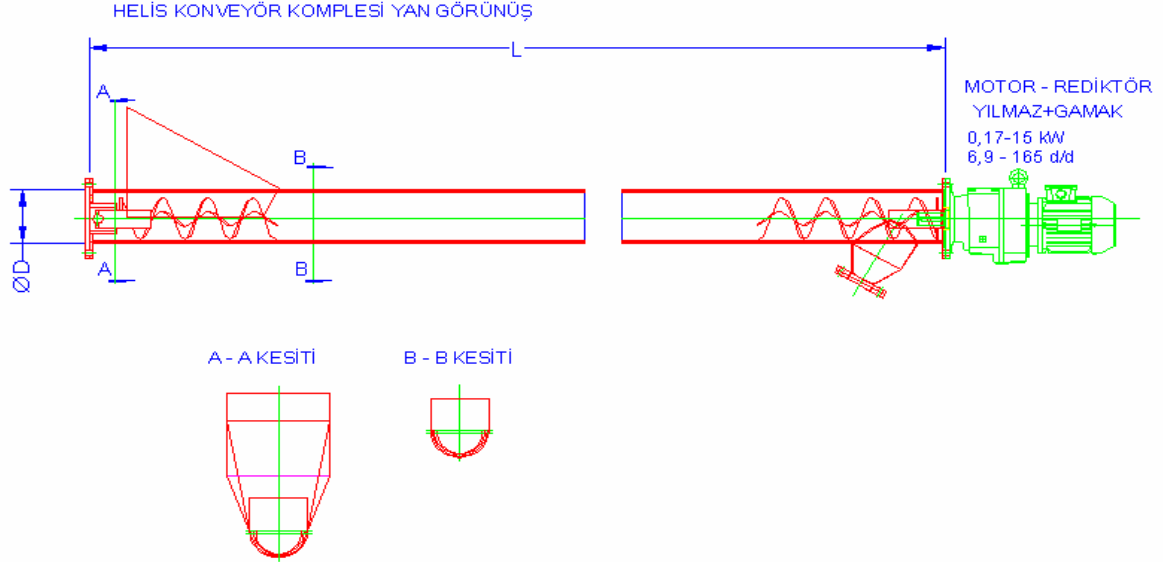 HELİS KONVEYÖR KOMPLESİ YAN GÖRÜNÜŞ
L
A
B
MOTOR - REDİKTÖR
YILMAZ+GAMAK
0,17-15 kW
6,9 - 165 d/d
ØD
A
B
A - A KESİTİ
B - B KESİTİ